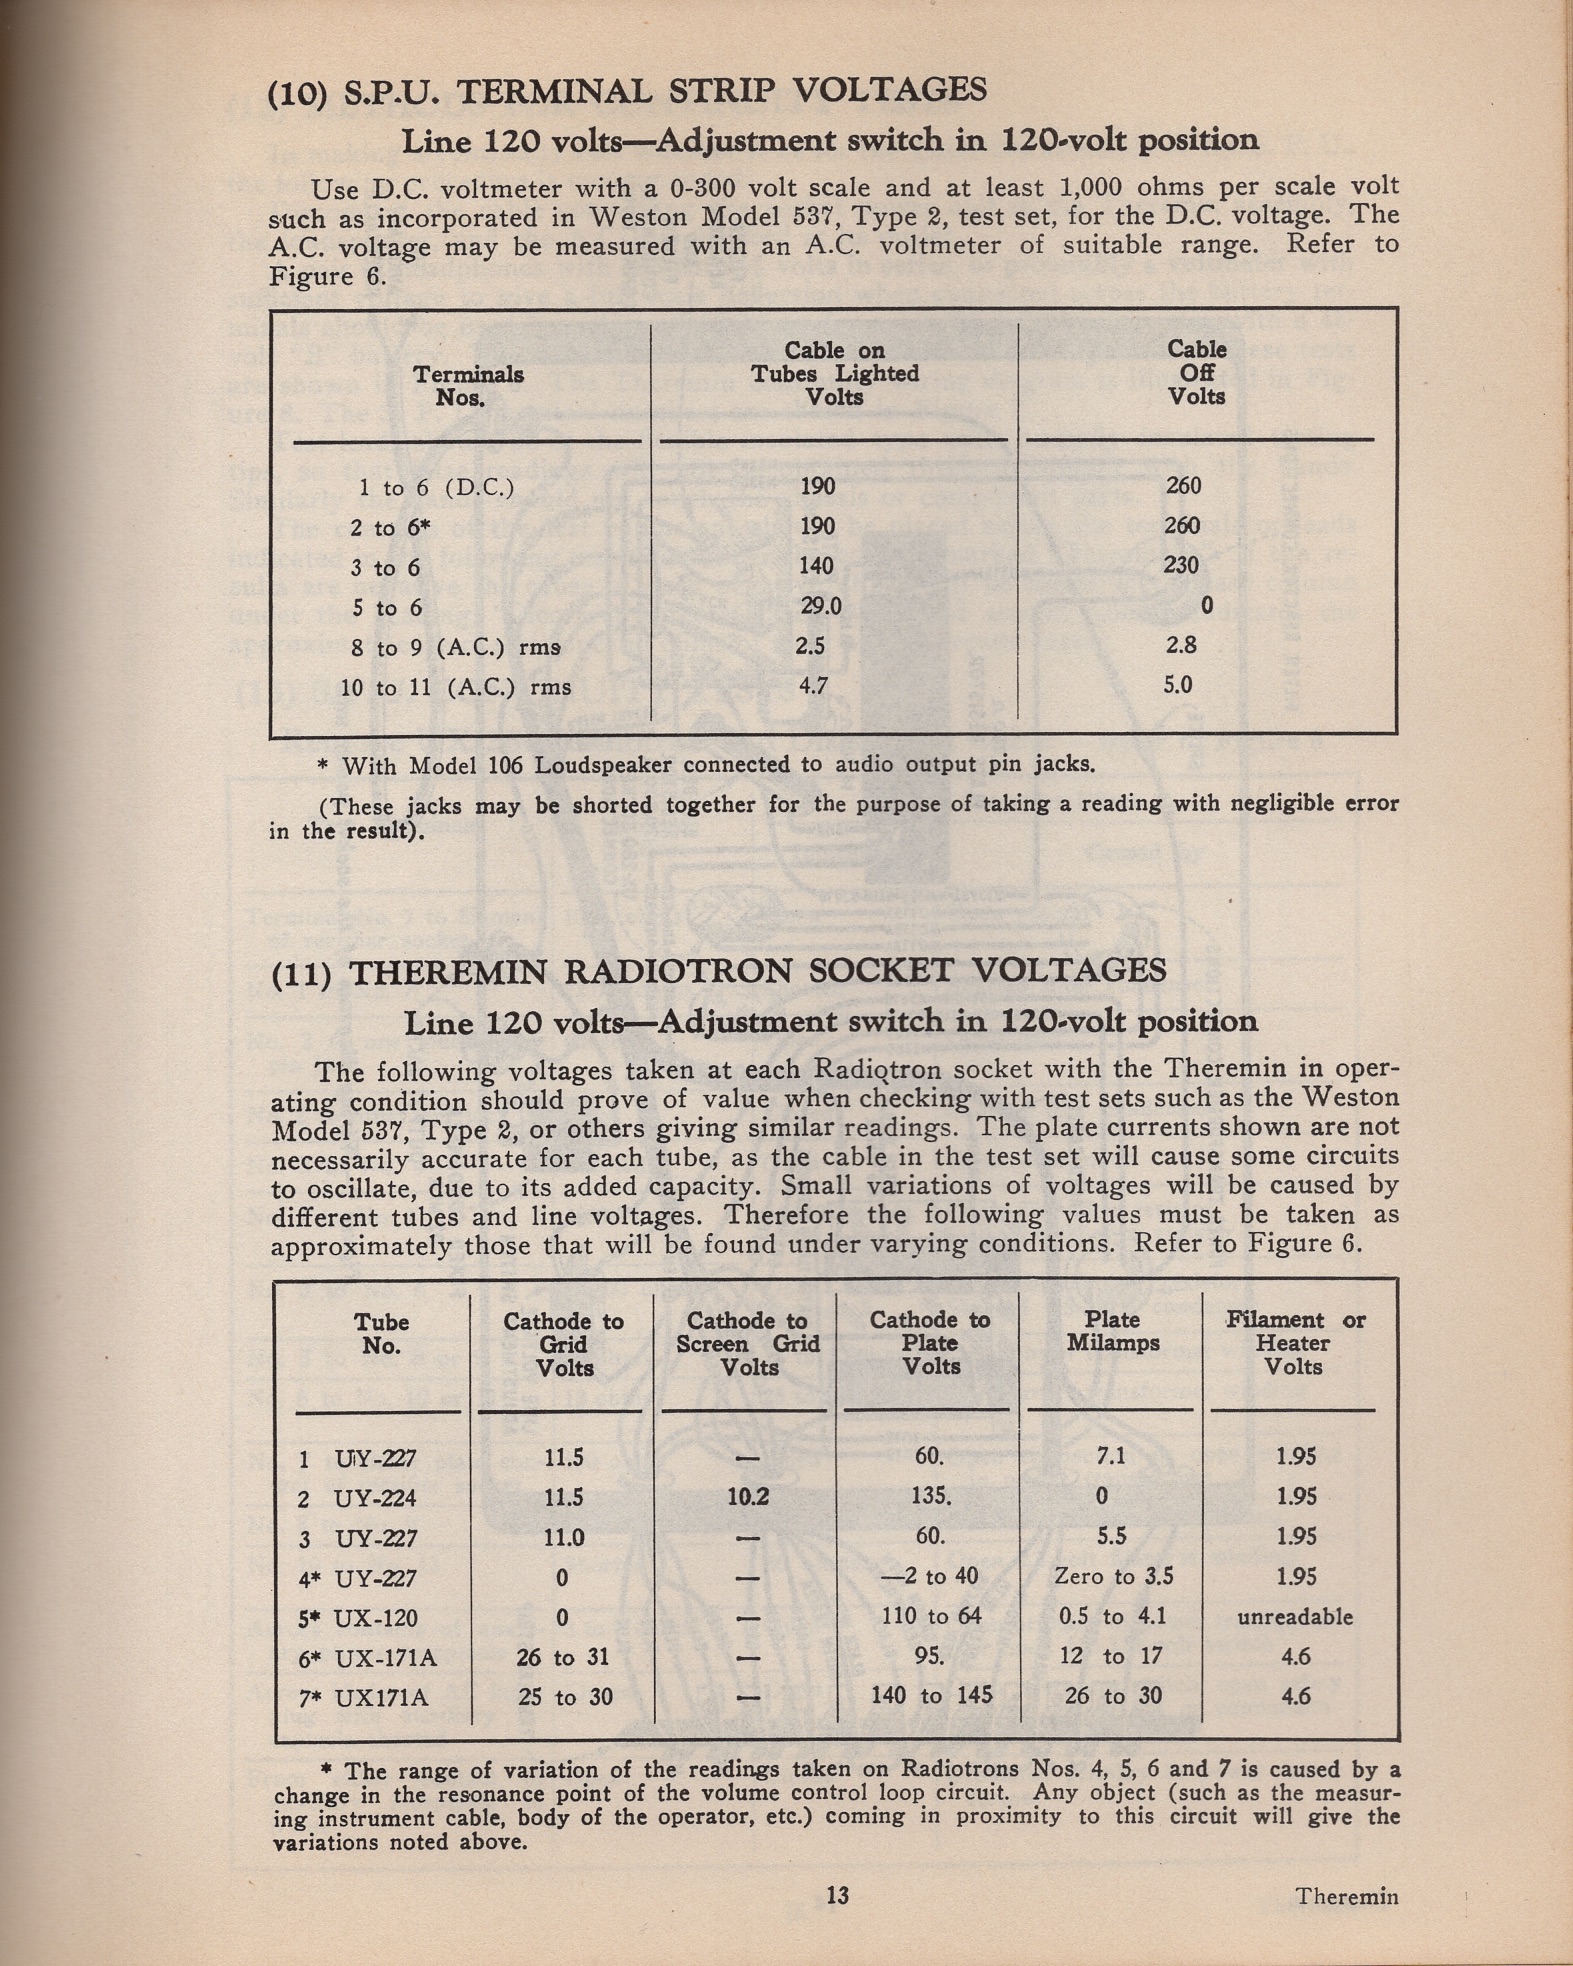 (10) S.P.U. TERMINAL STRIP VOLTAGES
Line 120 volts—Adjustment switch in 120-volt position
Use D.C. voltmeter with a 0-300 volt scale and at least 1,000 ohms per scale volt
such as incorporated in Weston Model 537, Type 2, test set, for the D.C. voltage. The
A.C. voltage may be measured with an A.C. voltmeter of suitable range. Refer to
Figure 6.
Terminals Nos. | Cable on Tubes Lighted Volts | Cable Off Volts
1 to 6 (D.C.) 190 260
2 to 6* 190 260
3 to 6 140 230
5 to 6 29.0 0
8 to 9 (A.C.) rms 2.5 2.8
10 to 11 (A.C.) rms 4.7 5.0
* With Model 106 Loudspeaker connected to audio output pin jacks.
(These jacks may be shorted together for the purpose of taking a reading with negligible error
in the result).
(11) THEREMIN RADIOTRON SOCKET VOLTAGES
Line 120 volts—Adjustment switch in 120-volt position
The following voltages taken at each Radiotron socket with the Theremin in oper-
ating condition should prove of value when checking with test sets such as the Weston
Model 537, Type 2, or others giving similar readings. The plate currents shown are not
necessarily accurate for each tube, as the cable in the test set will cause some circuits
to oscillate, due to its added capacity. Small variations of voltages will be caused by
different tubes and line voltages. Therefore the following values must be taken as
approximately those that will be found under varying conditions. Refer to Figure 6.
Tube No. | Cathode to Grid Volts | Cathode to Screen Grid Volts | Cathode to Plate Volts | Plate Milamps | Filament or Heater Volts
1 UY-227 11.5 — 60. 7.1 1.95
2 UY-224 11.5 10.2 135. 0 1.95
3 UY-227 11.0 — 60. 5.5 1.95
4* UY-227 0 — —2 to 40 Zero to 3.5 1.95
5* UX-120 0 — 110 to 64 0.5 to 4.1 unreadable
6* UX-171A 26 to 31 — 95. 12 to 17 4.6
7* UX171A 25 to 30 — 140 to 145 26 to 30 4.6
* The range of variation of the readings taken on Radiotrons Nos. 4, 5, 6 and 7 is caused by a
change in the resonance point of the volume control loop circuit. Any object (such as the measur-
ing instrument cable, body of the operator, etc.) coming in proximity to this circuit will give the
variations noted above.
13
Theremin